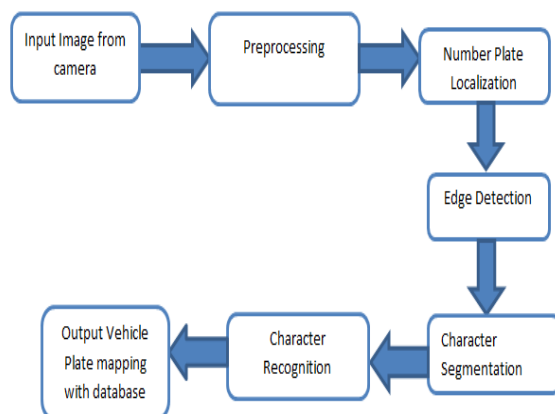 Input Image from
camera
Preprocessing
Number Plate
Localization
Edge Detection
Character
Segmentation
Character
Recognition
Output Vehicle
Plate mapping
with database